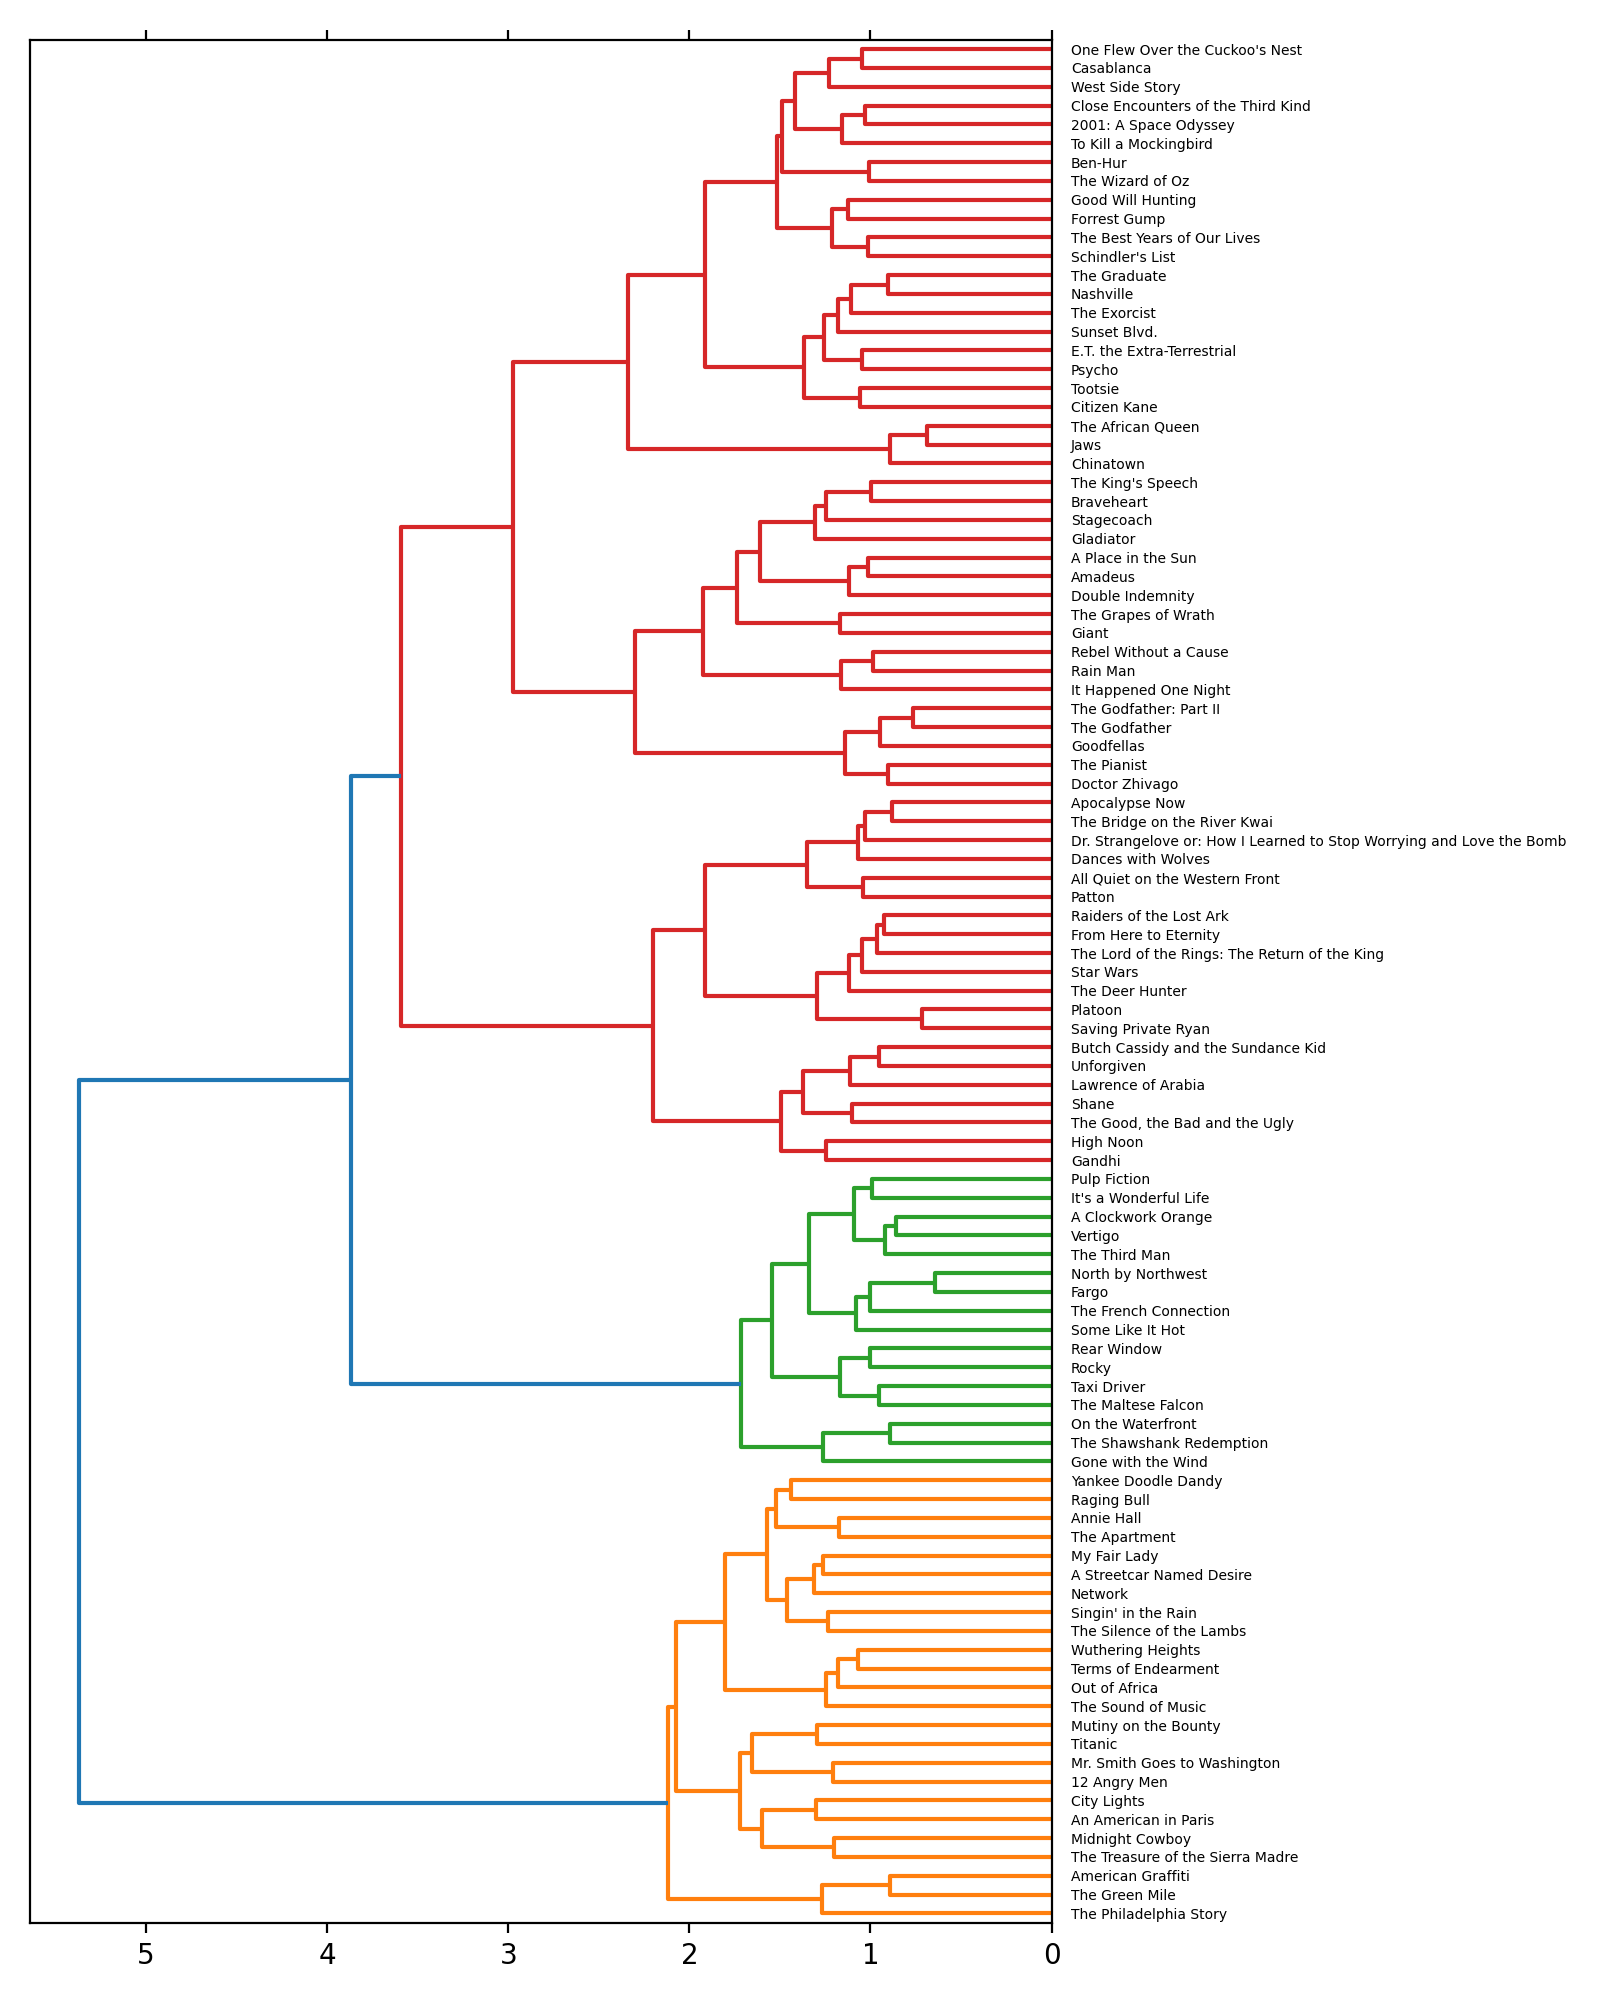 One Flew Over the Cuckoo's Nest
Casablanca
West Side Story
Close Encounters of the Third Kind
2001: A Space Odyssey
To Kill a Mockingbird
Ben-Hur
The Wizard of Oz
Good Will Hunting
Forrest Gump
The Best Years of Our Lives
Schindler's List
The Graduate
Nashville
The Exorcist
Sunset Blvd.
E.T. the Extra-Terrestrial
Psycho
Tootsie
Citizen Kane
The African Queen
Jaws
Chinatown
The King's Speech
Braveheart
Stagecoach
Gladiator
A Place in the Sun
Amadeus
Double Indemnity
The Grapes of Wrath
Giant
Rebel Without a Cause
Rain Man
It Happened One Night
The Godfather: Part II
The Godfather
Goodfellas
The Pianist
Doctor Zhivago
Apocalypse Now
The Bridge on the River Kwai
Dr. Strangelove or: How I Learned to Stop Worrying and Love the Bomb
Dances with Wolves
All Quiet on the Western Front
Patton
Raiders of the Lost Ark
From Here to Eternity
The Lord of the Rings: The Return of the King
Star Wars
The Deer Hunter
Platoon
Saving Private Ryan
Butch Cassidy and the Sundance Kid
Unforgiven
Lawrence of Arabia
Shane
The Good, the Bad and the Ugly
High Noon
Gandhi
Pulp Fiction
It's a Wonderful Life
A Clockwork Orange
Vertigo
The Third Man
North by Northwest
Fargo
The French Connection
Some Like It Hot
Rear Window
Rocky
Taxi Driver
The Maltese Falcon
On the Waterfront
The Shawshank Redemption
Gone with the Wind
Yankee Doodle Dandy
Raging Bull
Annie Hall
The Apartment
My Fair Lady
A Streetcar Named Desire
Network
Singin' in the Rain
The Silence of the Lambs
Wuthering Heights
Terms of Endearment
Out of Africa
The Sound of Music
Mutiny on the Bounty
Titanic
Mr. Smith Goes to Washington
12 Angry Men
City Lights
An American in Paris
Midnight Cowboy
The Treasure of the Sierra Madre
American Graffiti
The Green Mile
The Philadelphia Story
5 4 3 2 1 0